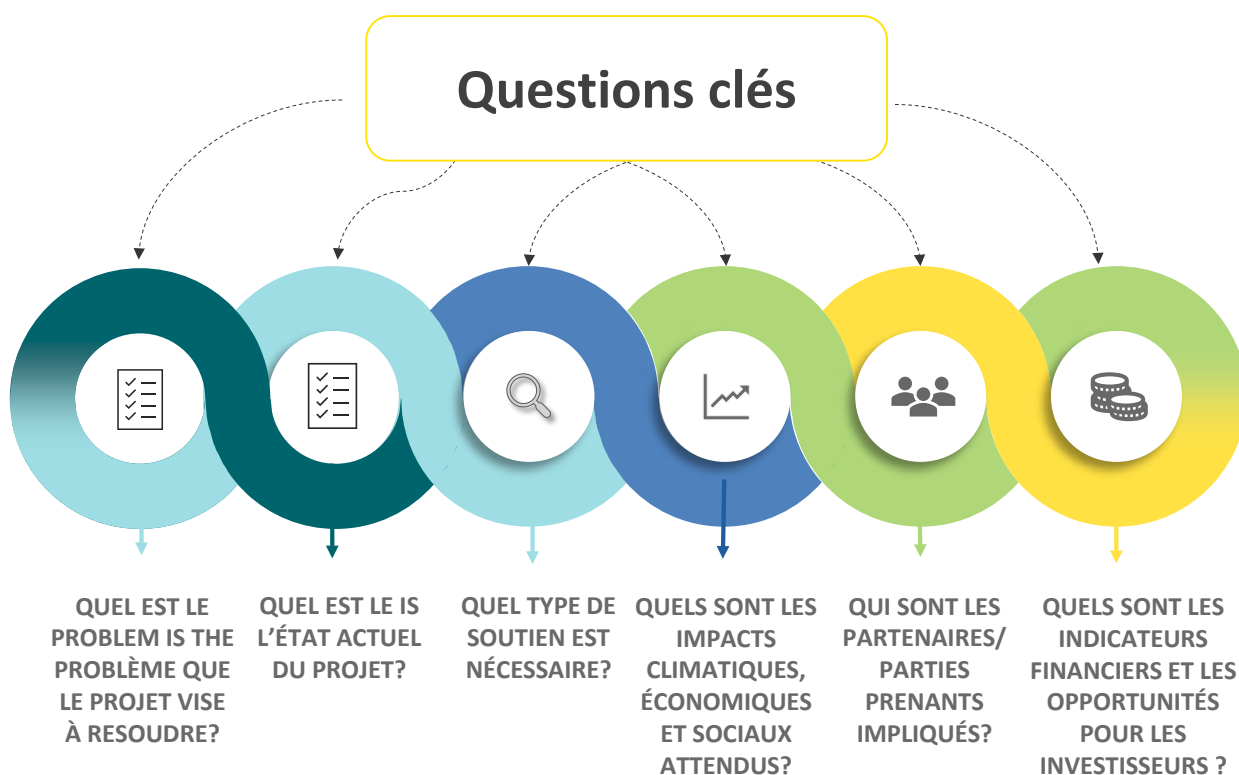 Questions clés
QUEL EST LE
PROBLEM IS THE
PROBLÈME QUE
LE PROJET VISE
À RESOUDRE?
QUEL EST LE IS
L’ÉTAT ACTUEL
DU PROJET?
QUEL TYPE DE
SOUTIEN EST
NÉCESSAIRE?
QUELS SONT LES
IMPACTS
CLIMATIQUES,
ÉCONOMIQUES
ET SOCIAUX
ATTENDUS?
QUI SONT LES
PARTENAIRES/
PARTIES
PRENANTS
IMPLIQUÉS?
QUELS SONT LES
INDICATEURS
FINANCIERS ET LES
OPPORTUNITÉS
POUR LES
INVESTISSEURS ?